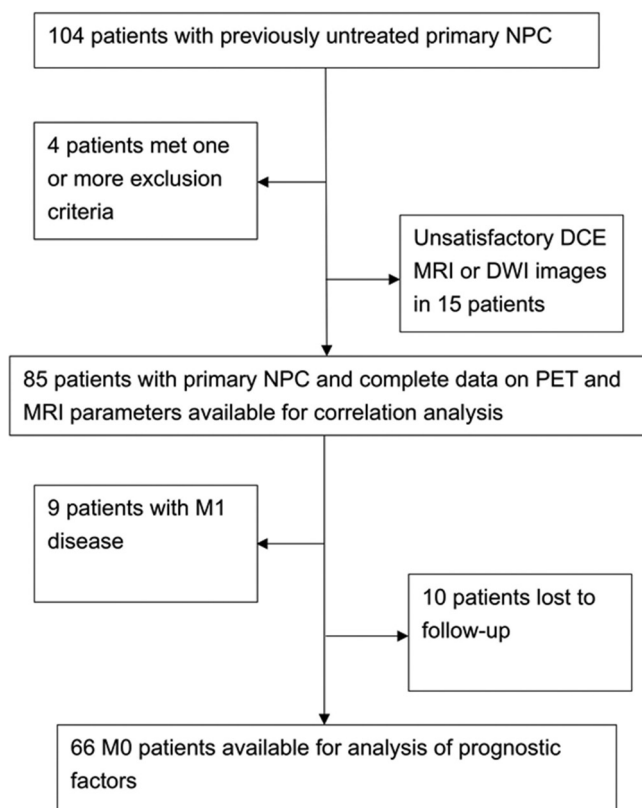 104 patients with previously untreated primary NPC
4 patients met one
or more exclusion
criteria
Unsatisfactory DCE
MRI or DWI images
in 15 patients
85 patients with primary NPC and complete data on PET and
MRI parameters available for correlation analysis
9 patients with M1
disease
10 patients lost to
follow-up
66 M0 patients available for analysis of prognostic
factors